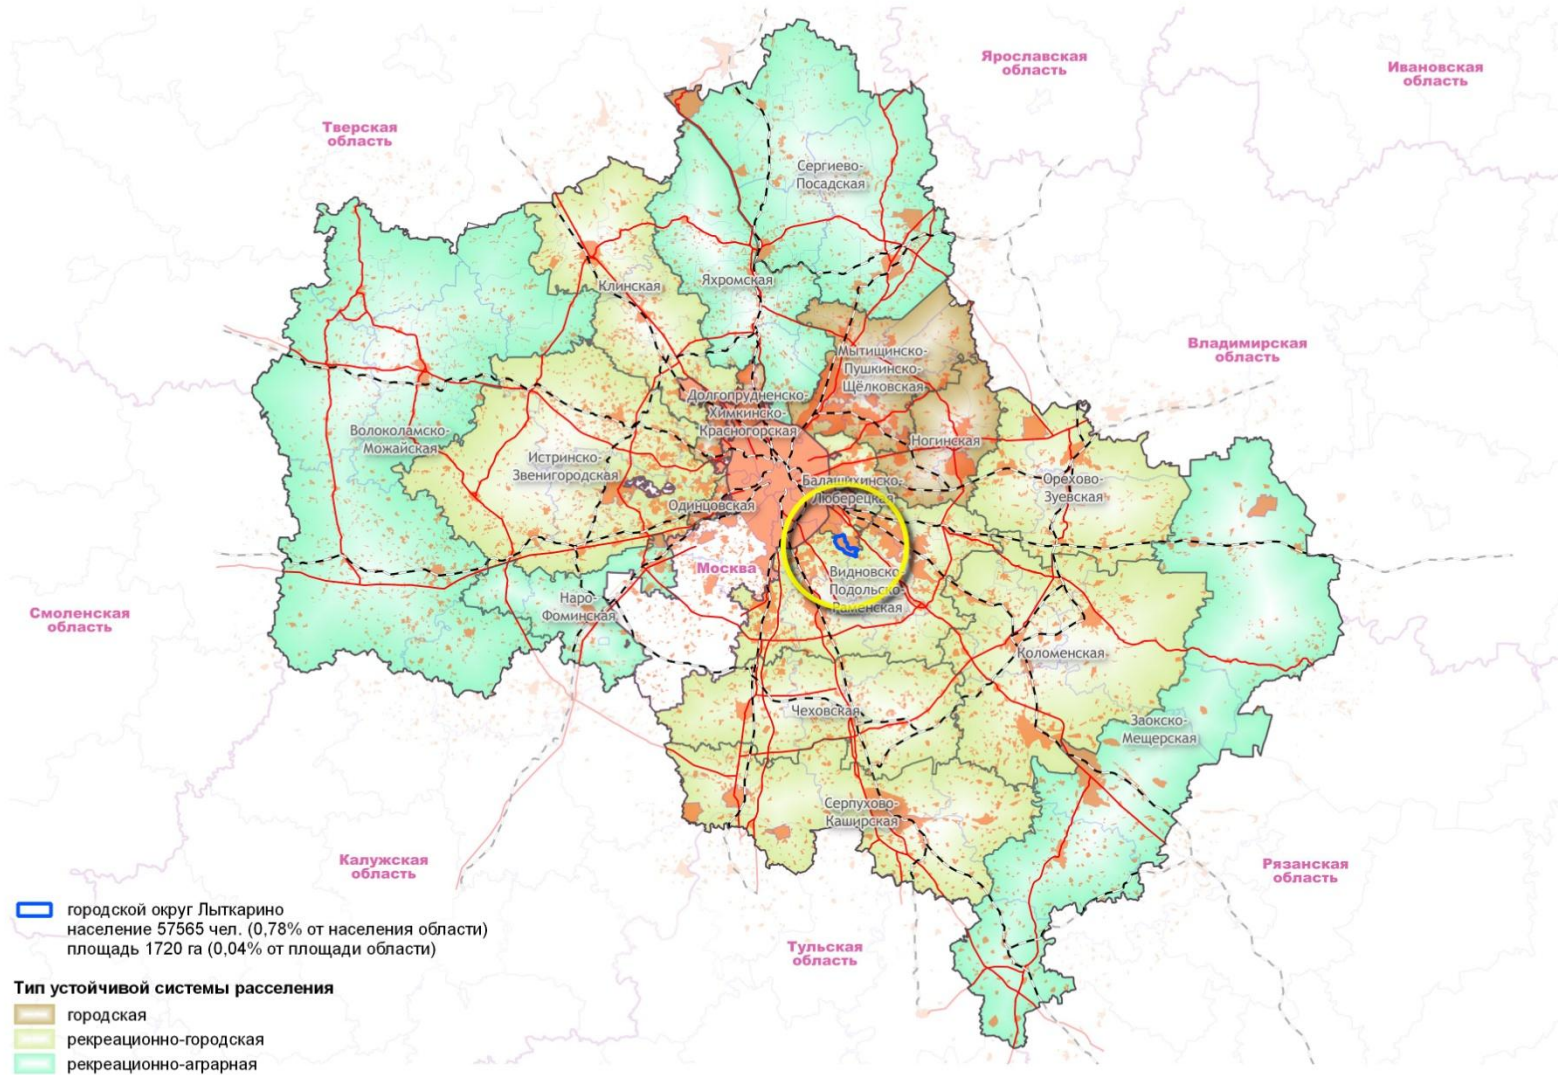 Ярославская
область
Ивановская
область
Тверская
область
Сергиево-
Посадская
Клинская
Яхромская
Владимирская
область
Мытищинско-
Пушкинско-
Щёлковская
Долгопрудненско-
Химкинско-
Красногорская
Волоколамско-
Можайская
Ногинская
Истринско-
Звенигородская
Балашихинско-
Люберецкая
Орехово-
Зуевская
Одинцовская
Москва
Видновско-
Подольско-
Раменская
Смоленская
область
Наро-
Фоминская
Коломенская
Чеховская
Заокско-
Мещерская
Серпухово-
Каширская
Калужская
область
Рязанская
область
Тульская
область
городской округ Лыткарино
население 57565 чел. (0,78% от населения области)
площадь 1720 га (0,04% от площади области)
Тип устойчивой системы расселения
городская
рекреационно-городская
рекреационно-аграрная